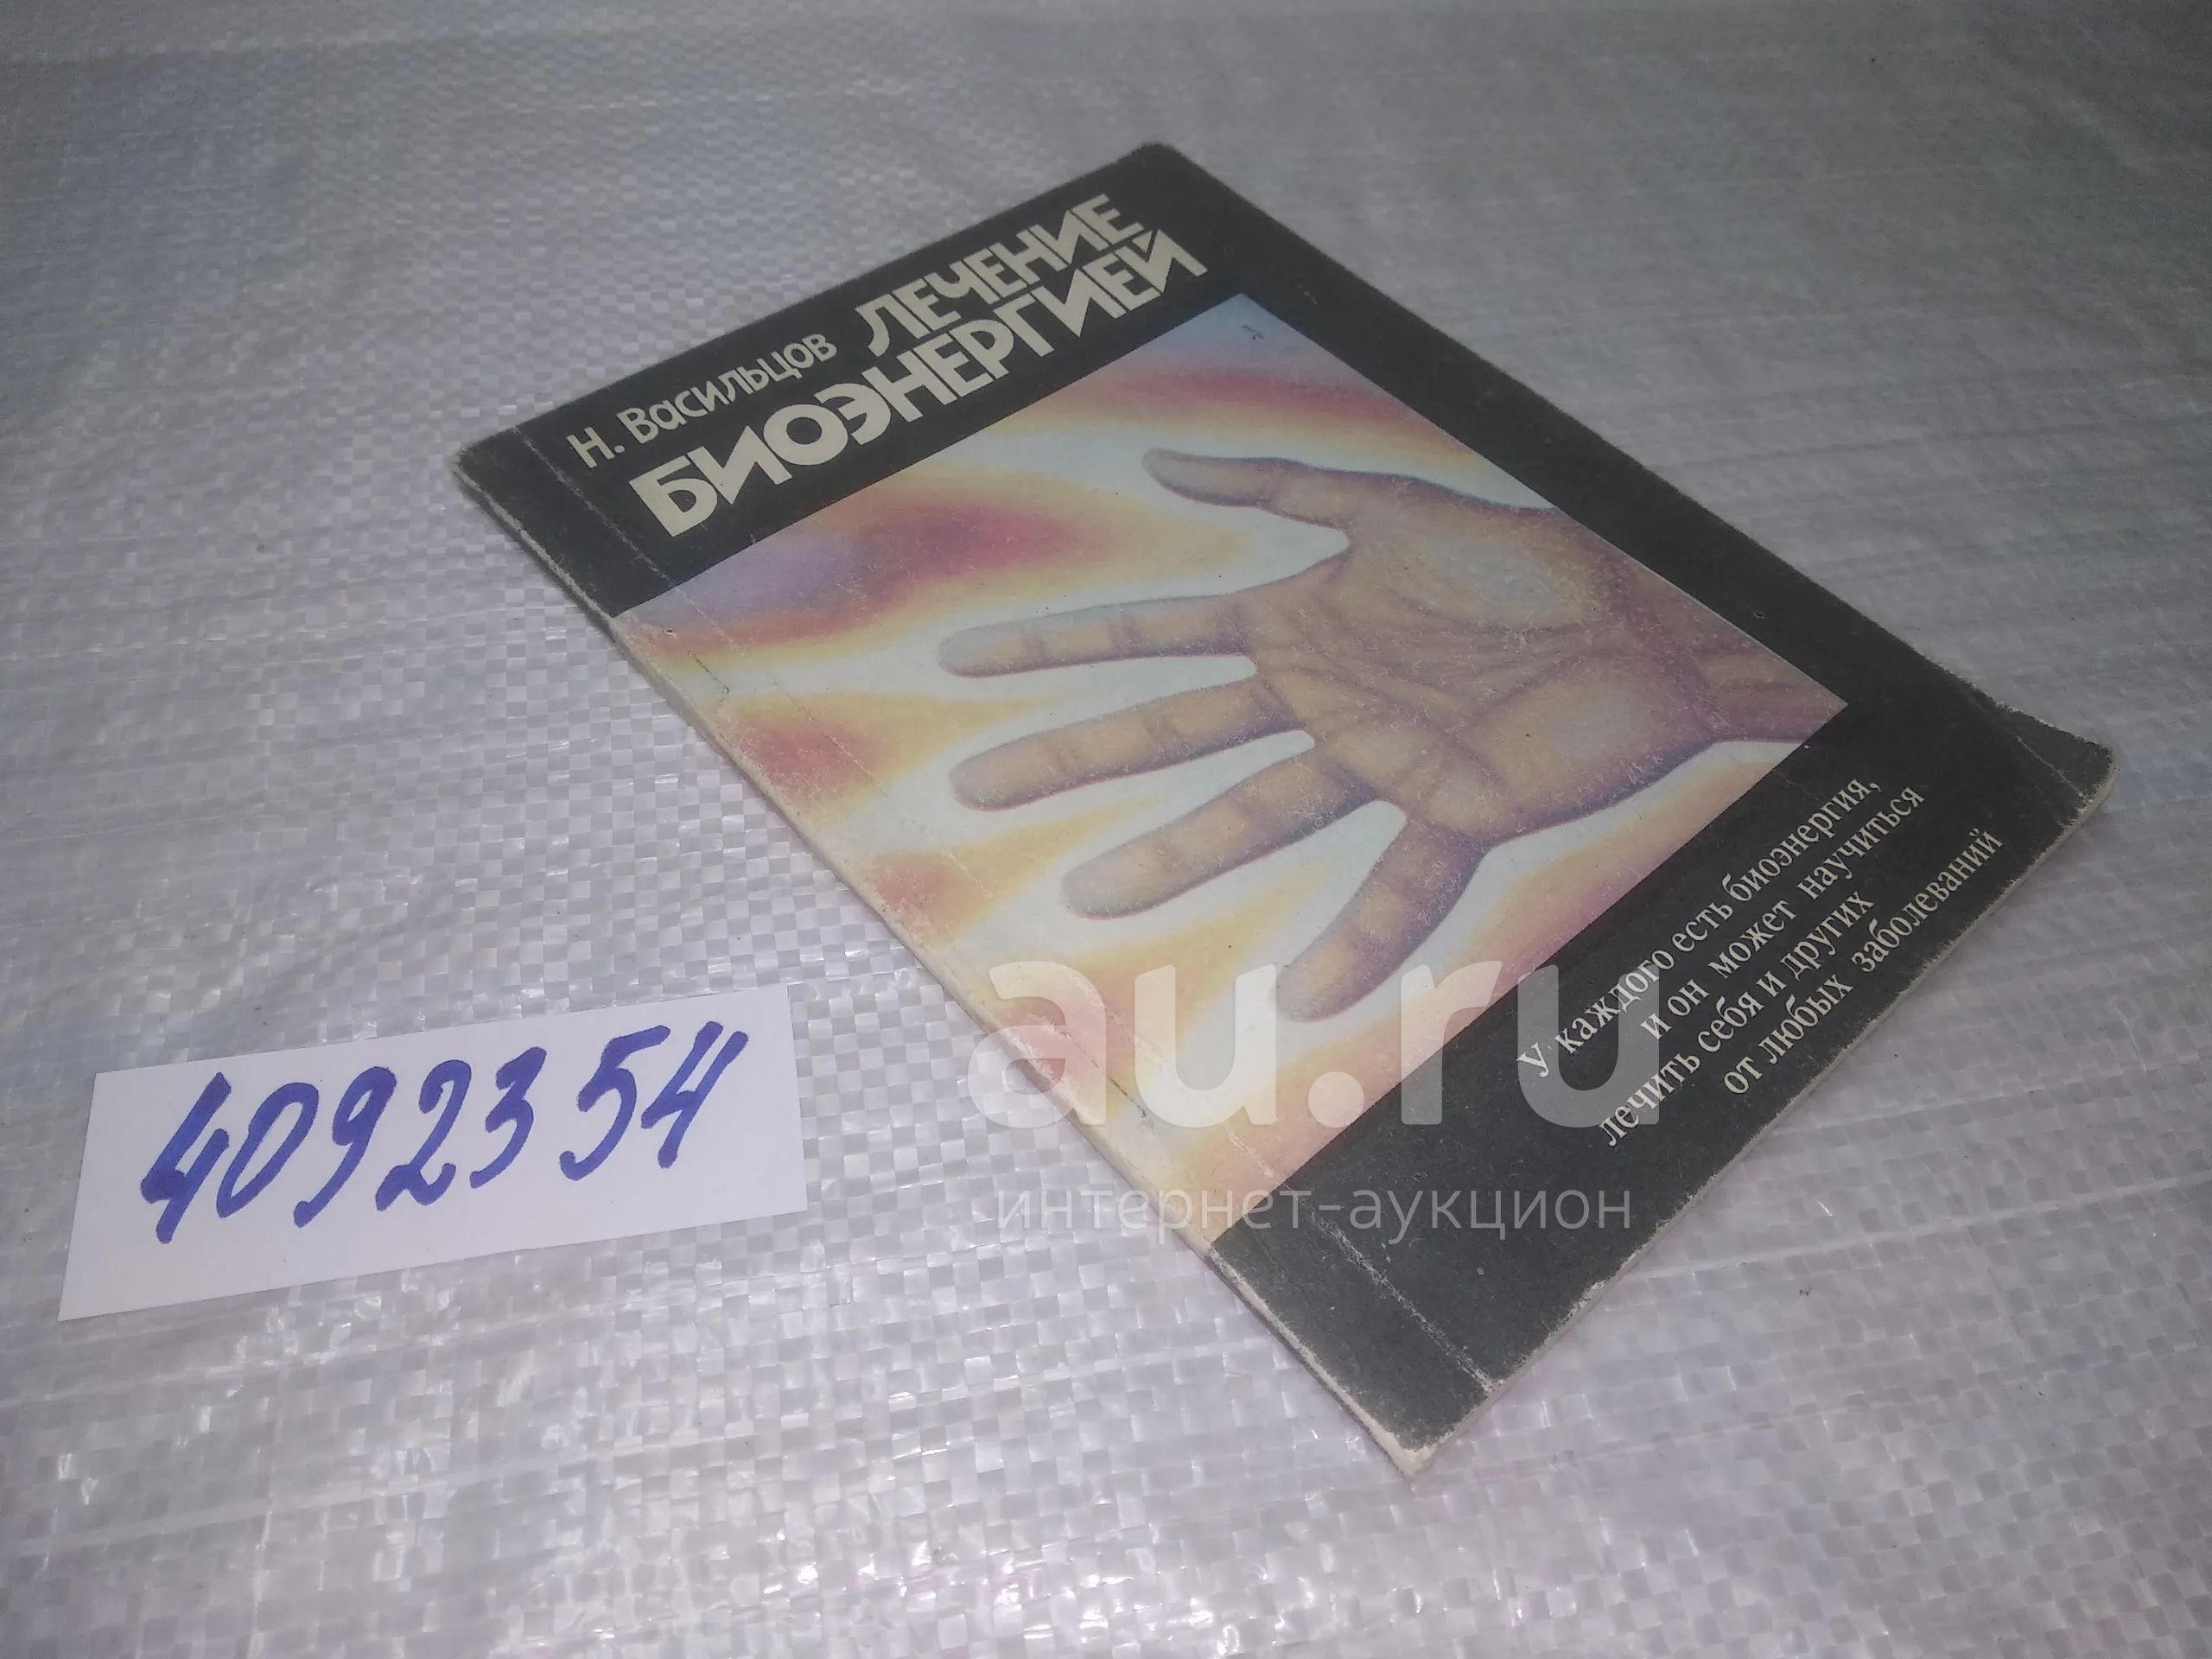 Н. Васильцов ЛЕЧЕНИЕ
БИОЭНЕРГИЕЙ
У каждого есть биоэнергия,
и он может научиться
лечить себя и других
от любых заболеваний
4092354
au.ru
интернет-аукцион